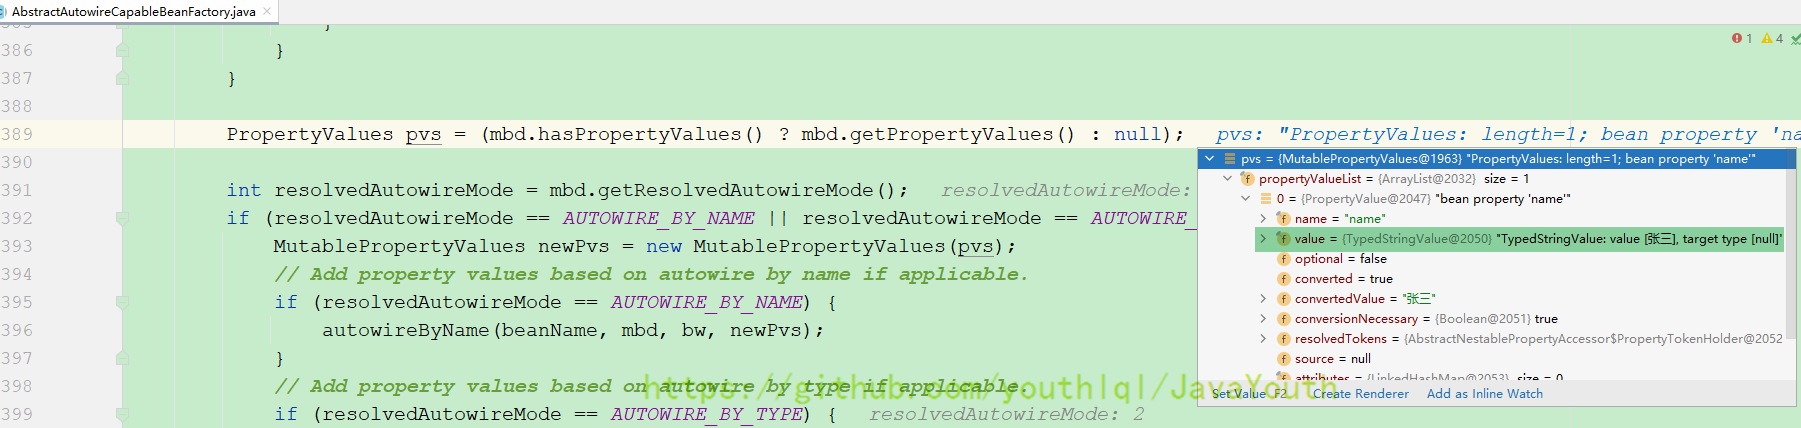 AbstractAutowireCapableBeanFactory.java
1 4
386 }
387 }
388
389 PropertyValues pvs = (mbd.hasPropertyValues() ? mbd.getPropertyValues() : null); pvs: "PropertyValues: length=1; bean property 'na
390
391 int resolvedAutowireMode = mbd.getResolvedAutowireMode(); resolvedAutowireMode:
392 if (resolvedAutowireMode == AUTOWIRE_BY_NAME || resolvedAutowireMode == AUTOWIRE_
393 MutablePropertyValues newPvs = new MutablePropertyValues(pvs);
394 // Add property values based on autowire by name if applicable.
395 if (resolvedAutowireMode == AUTOWIRE_BY_NAME) {
396 autowireByName(beanName, mbd, bw, newPvs);
397 }
398 // Add property values based on autowire by type if applicable.
399 if (resolvedAutowireMode == AUTOWIRE_BY_TYPE) { resolvedAutowireMode: 2
pvs = {MutablePropertyValues@1963} "PropertyValues: length=1; bean property 'name'"
propertyValueList = {ArrayList@2032} size = 1
0 = {PropertyValue@2047} "bean property 'name'"
name = "name"
value = {TypedStringValue@2050} "TypedStringValue: value [张三], target type [null]"
optional = false
converted = true
convertedValue = "张三"
conversionNecessary = {Boolean@2051} true
resolvedTokens = {AbstractNestablePropertyAccessor$PropertyTokenHolder@2052
source = null
attributes = {LinkedHashMap@2053} size = 0
Set Value F2 Create Renderer Add as Inline Watch
https://github.com/youthlql/JavaYouth